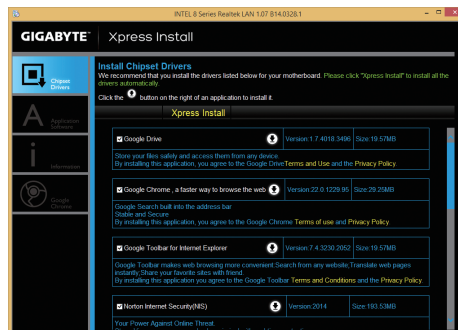 INTEL 8 Series Realtek LAN 1.07 B14.0328.1
GIGABYTE™ Xpress Install
Chipset
Drivers
Application
Software
Information
Google
Chrome
Install Chipset Drivers
We recommend that you install the drivers listed below for your motherboard. Please click "Xpress Install" to install all the
drivers automatically.
Click the button on the right of an application to install it.
Xpress Install
Google Drive Version:1.7.4018.3496 Size:19.57MB
Store your files safely and access them from any device.
By installing this application, you agree to the Google DriveTerms and Use and the Privacy Policy.
Google Chrome , a faster way to browse the web Version:22.0.1229.95 Size:29.25MB
Google Search built into the address bar
Stable and Secure
By installing this application, you agree to the Google Chrome Terms of use and Privacy Policy.
Google Toolbar for Internet Explorer Version:7.4.3230.2052 Size:19.57MB
Google Toolbar makes web browsing more convenient.Search from any website,Translate web pages
instantly,Share your favorite sites with friend.
By installing this application, you agree to the Google Toolbar Terms and Conditions and the Privacy Policy.
Norton Internet Security(NIS) Version:2014 Size:193.53MB
Your Power Against Online Threat.